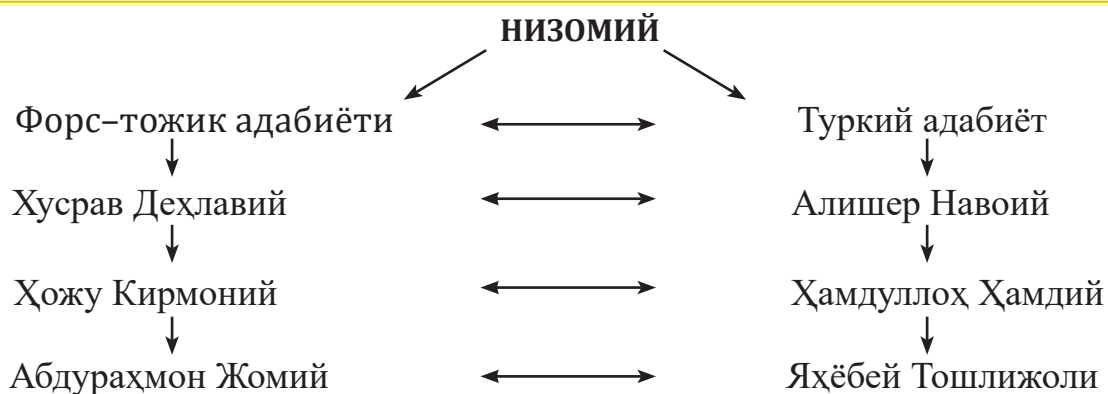 НИЗОМИЙ
Форс–тожик адабиёти Туркий адабиёт
Хусрав Деҳлавий Алишер Навоий
Ҳожу Кирмоний Ҳамдуллоҳ Ҳамдий
Абдураҳмон Жомий Яҳёбей Тошлижоли